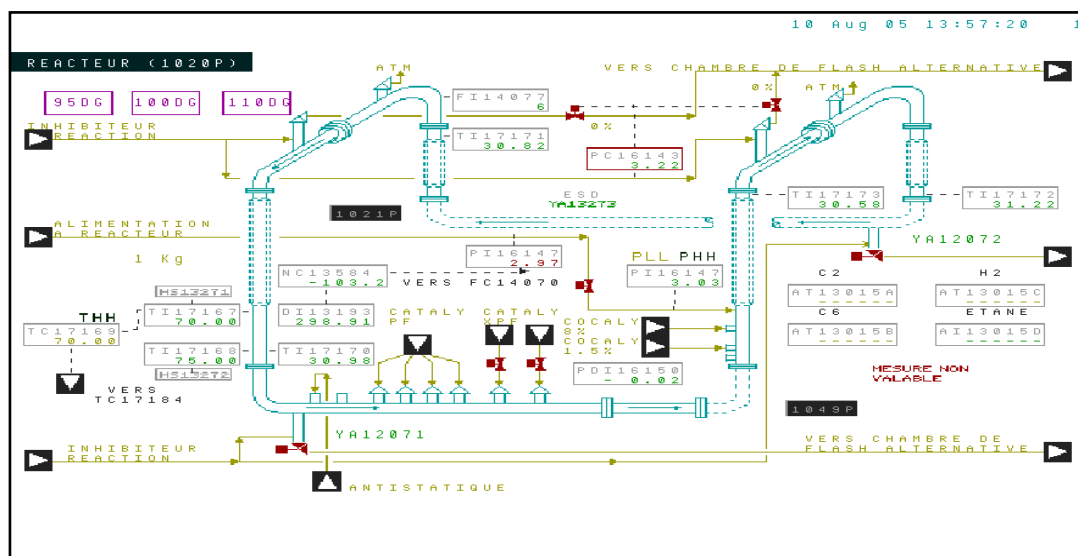 10 Aug 05 13:57:20 1
REACTEUR (1020P)
ATM
VERS CHAMBRE DE FLASH ALTERNATIVE
95DG 100DG 110DG
FI14077
6
0% ATM
INHIBITEUR
REACTION
0%
TI17171
30.82
PC16143
3.22
ESD
YA13273
TI17173
30.58
TI17172
31.22
1021P
ALIMENTATION
A REACTEUR
YA12072
1 Kg
PI16147
2.97
PLL PHH
NC13584
-103.2
VERS FC14070
PI16147
3.03
C2 H2
HS13271
AT13015A
------
AT13015C
------
THH
TI17167
70.00
DI13193
298.91
CATALY
PF
CATALY
XPF
COCALY
8%
C6 ETANE
TC17169
70.00
COCALY
1.5%
AT13015B
------
AI13015D
------
TI17168
75.00
TI17170
30.98
HS13272
PDI16150
- 0.02
MESURE NON
VALABLE
VERS
TC17184
1049P
YA12071
INHIBITEUR
REACTION
VERS CHAMBRE DE
FLASH ALTERNATIVE
ANTISTATIQUE